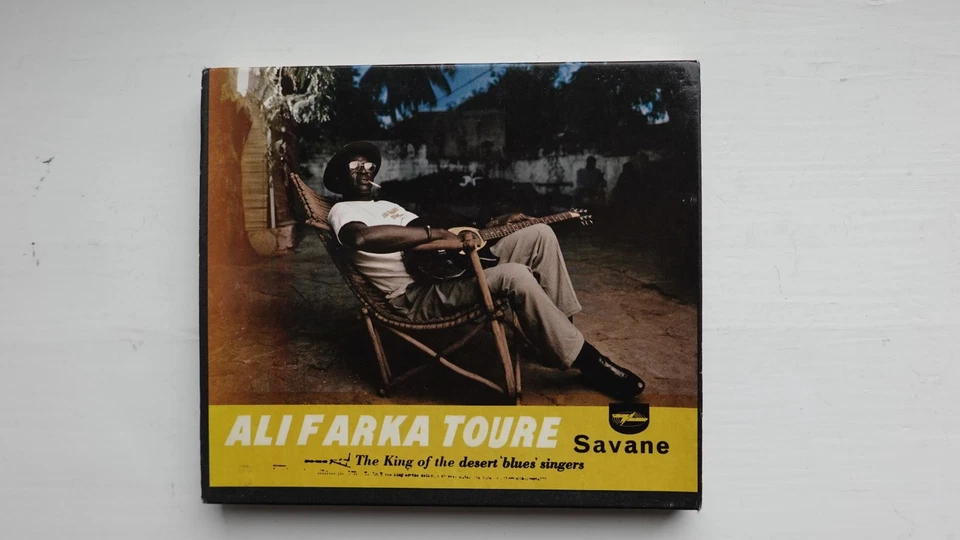 ALI FARKA TOURE
Savane
The King of the desert 'blues' singers